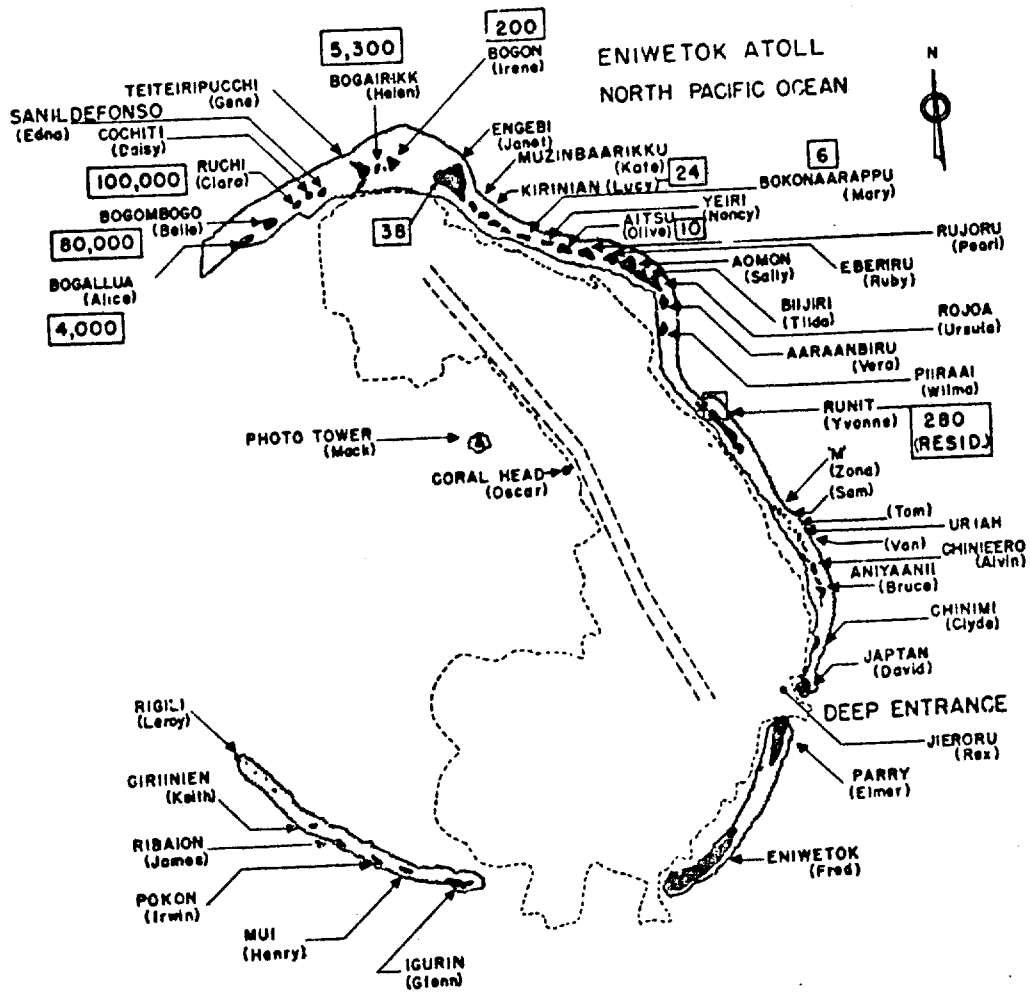 ENIWETOK ATOLL
NORTH PACIFIC OCEAN
N
200
BOGON
(Irene)
5,300
BOGAIRIKK
(Helen)
TEITEIRIPUCCHI
(Gene)
SANILDEFONSO
(Edna)
COCHITI
(Daisy)
RUCHI
(Clara)
100,000
BOGOMBOGO
(Belle)
80,000
BOGALLUA
(Alice)
4,000
ENGEBI
(Janet)
38
MUZINBAARIKKU
(Kate)
KIRINIAN (Lucy)
24
6
BOKONAARAPPU
(Mary)
YEIRI
(Nancy)
AITSU
(Olive)
10
RUJORU
(Pearl)
EBERIRU
(Ruby)
AOMON
(Sally)
BIIJIRI
(Tilda)
ROJOA
(Ursula)
AARAANBIRU
(Vera)
PIIRAAI
(Wilma)
RUNIT
(Yvonne)
280
(RESID.)
PHOTO TOWER
(Mack)
CORAL HEAD
(Oscar)
"M"
(Zona)
(Sam)
(Tom)
URIAH
(Van)
CHINIEERO
(Alvin)
ANIYAANII
(Bruce)
CHINIMI
(Clyde)
JAPTAN
(David)
DEEP ENTRANCE
JIERORU
(Rex)
PARRY
(Elmer)
ENIWETOK
(Fred)
RIGILI
(Leroy)
GIRIINIEN
(Keith)
RIBAION
(James)
POKON
(Irwin)
MUI
(Henry)
IGURIN
(Glenn)